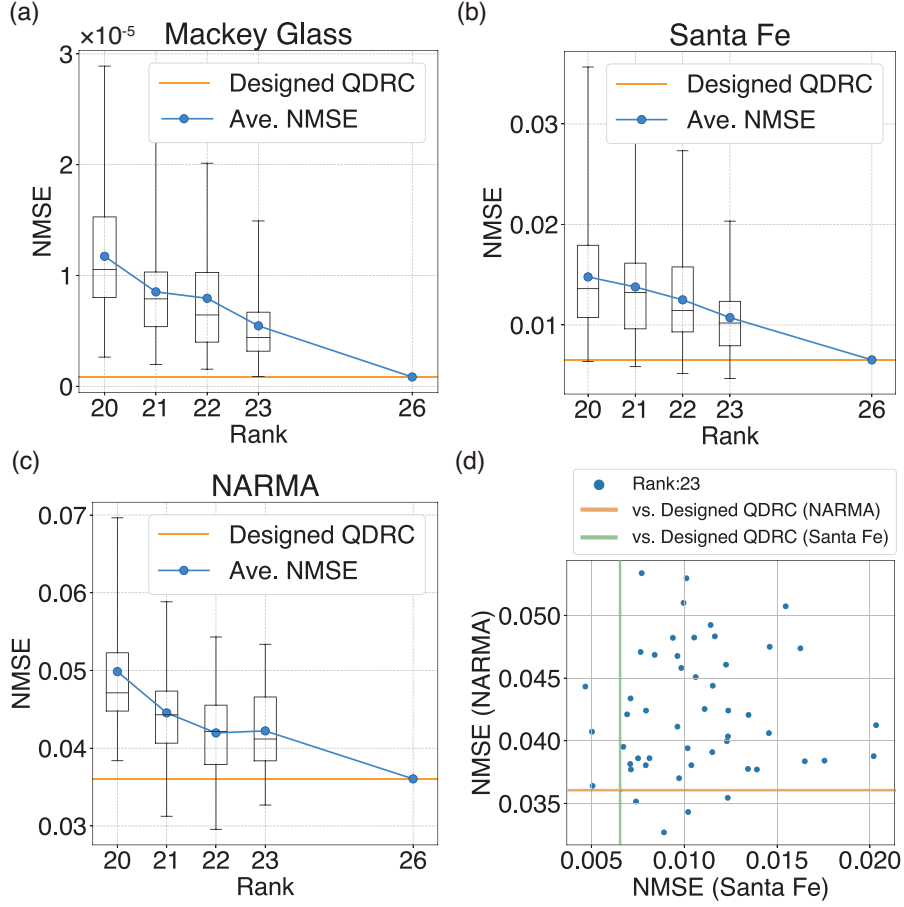 (a)
×10⁻⁵
Mackey Glass
3
2
1
0
NMSE
Designed QDRC
Ave. NMSE
20 21 22 23 26
Rank
(b)
Santa Fe
0.03
0.02
0.01
NMSE
Designed QDRC
Ave. NMSE
20 21 22 23 26
Rank
(c)
NARMA
0.07
0.06
0.05
0.04
0.03
NMSE
Designed QDRC
Ave. NMSE
20 21 22 23 26
Rank
(d)
Rank:23
vs. Designed QDRC (NARMA)
vs. Designed QDRC (Santa Fe)
0.050
0.045
0.040
0.035
NMSE (NARMA)
0.005 0.010 0.015 0.020
NMSE (Santa Fe)